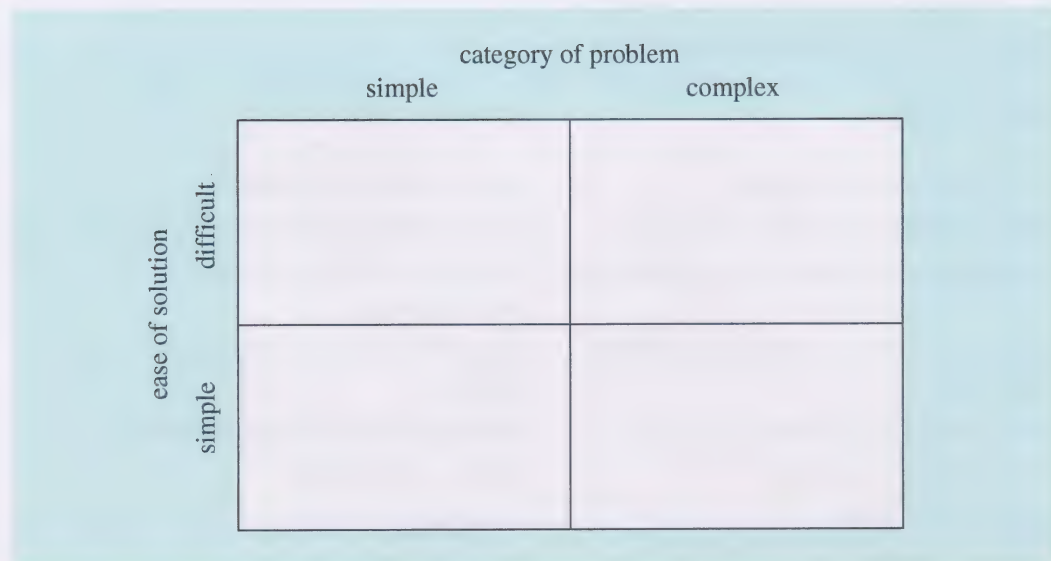 category of problem
simple complex
ease of solution
difficult
simple